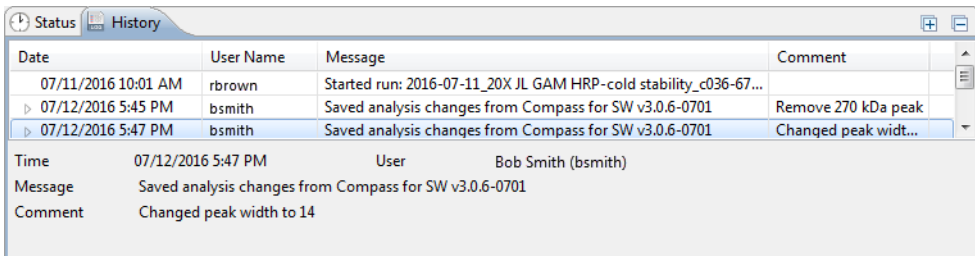 Status History
Date User Name Message Comment
07/11/2016 10:01 AM rbrown Started run: 2016-07-11_20X JL GAM HRP-cold stability_c036-67...
07/12/2016 5:45 PM bsmith Saved analysis changes from Compass for SW v3.0.6-0701 Remove 270 kDa peak
07/12/2016 5:47 PM bsmith Saved analysis changes from Compass for SW v3.0.6-0701 Changed peak widt...
Time 07/12/2016 5:47 PM User Bob Smith (bsmith)
Message Saved analysis changes from Compass for SW v3.0.6-0701
Comment Changed peak width to 14